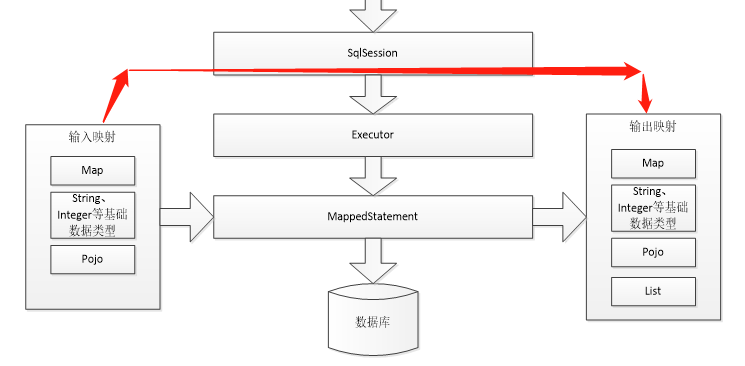 SqlSession
Executor
MappedStatement
数据库
输入映射
Map
String、
Integer等基础
数据类型
Pojo
输出映射
Map
String、
Integer等基础
数据类型
Pojo
List